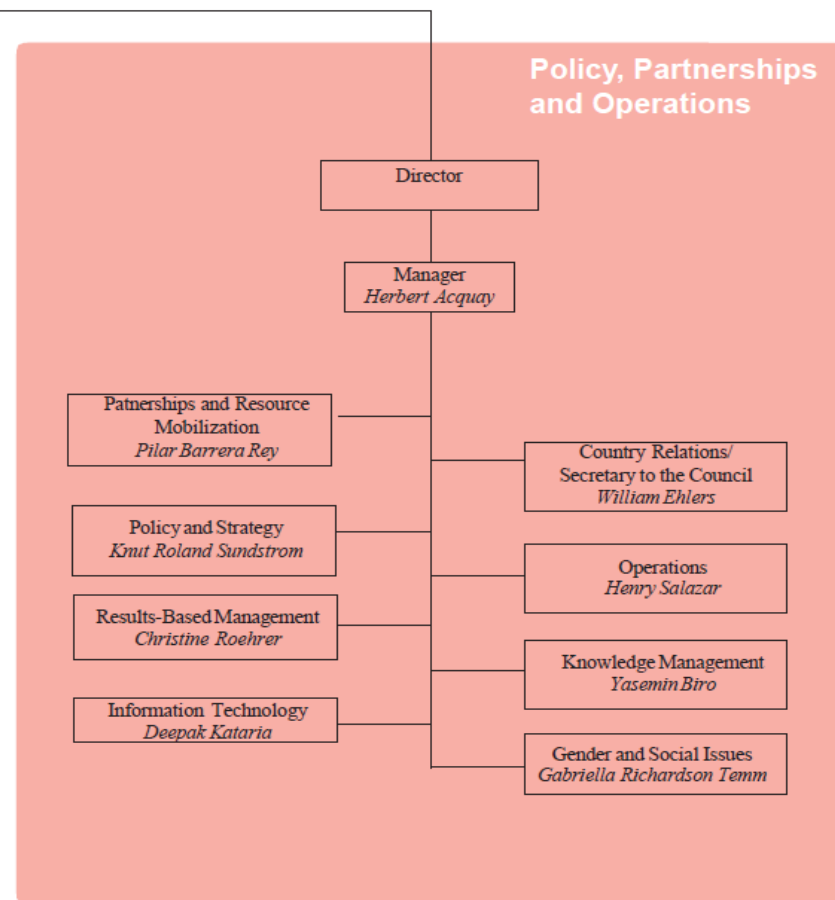 Policy, Partnerships
and Operations
Director
Manager
Herbert Acquay
Patnerships and Resource
Mobilization
Pilar Barrera Rey
Policy and Strategy
Knut Roland Sundstrom
Results-Based Management
Christine Roehrer
Information Technology
Deepak Kataria
Country Relations/
Secretary to the Council
William Ehlers
Operations
Henry Salazar
Knowledge Management
Yasemin Biro
Gender and Social Issues
Gabriella Richardson Temm